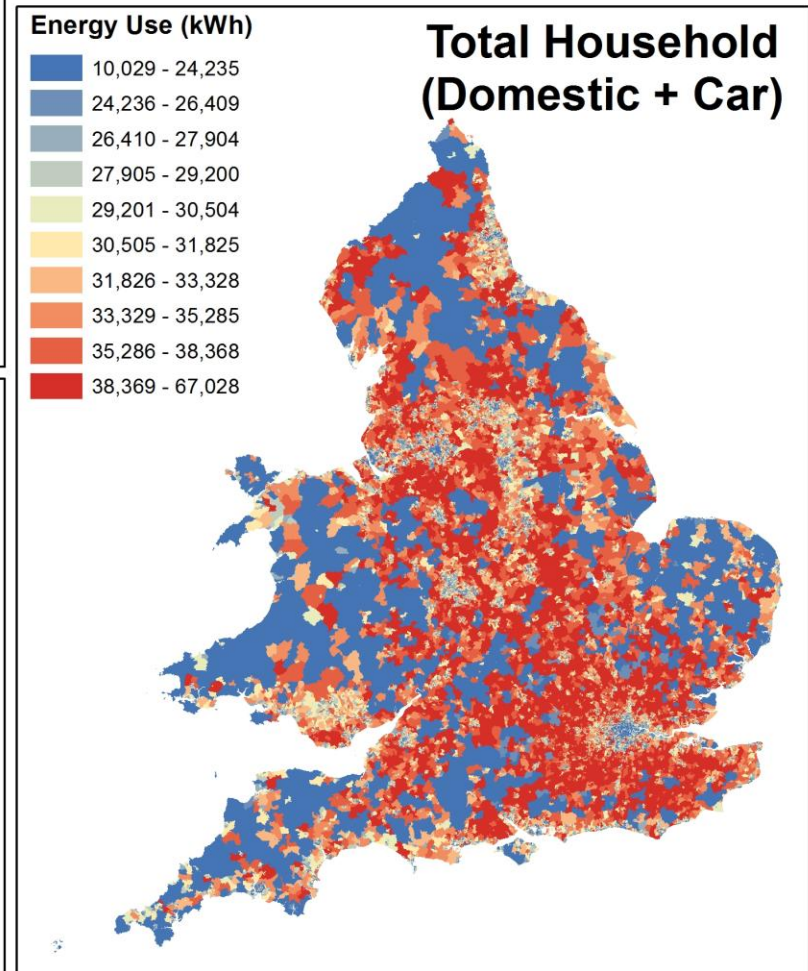 Energy Use (kWh)
10,029 - 24,235
24,236 - 26,409
26,410 - 27,904
27,905 - 29,200
29,201 - 30,504
30,505 - 31,825
31,826 - 33,328
33,329 - 35,285
35,286 - 38,368
38,369 - 67,028
Total Household
(Domestic + Car)